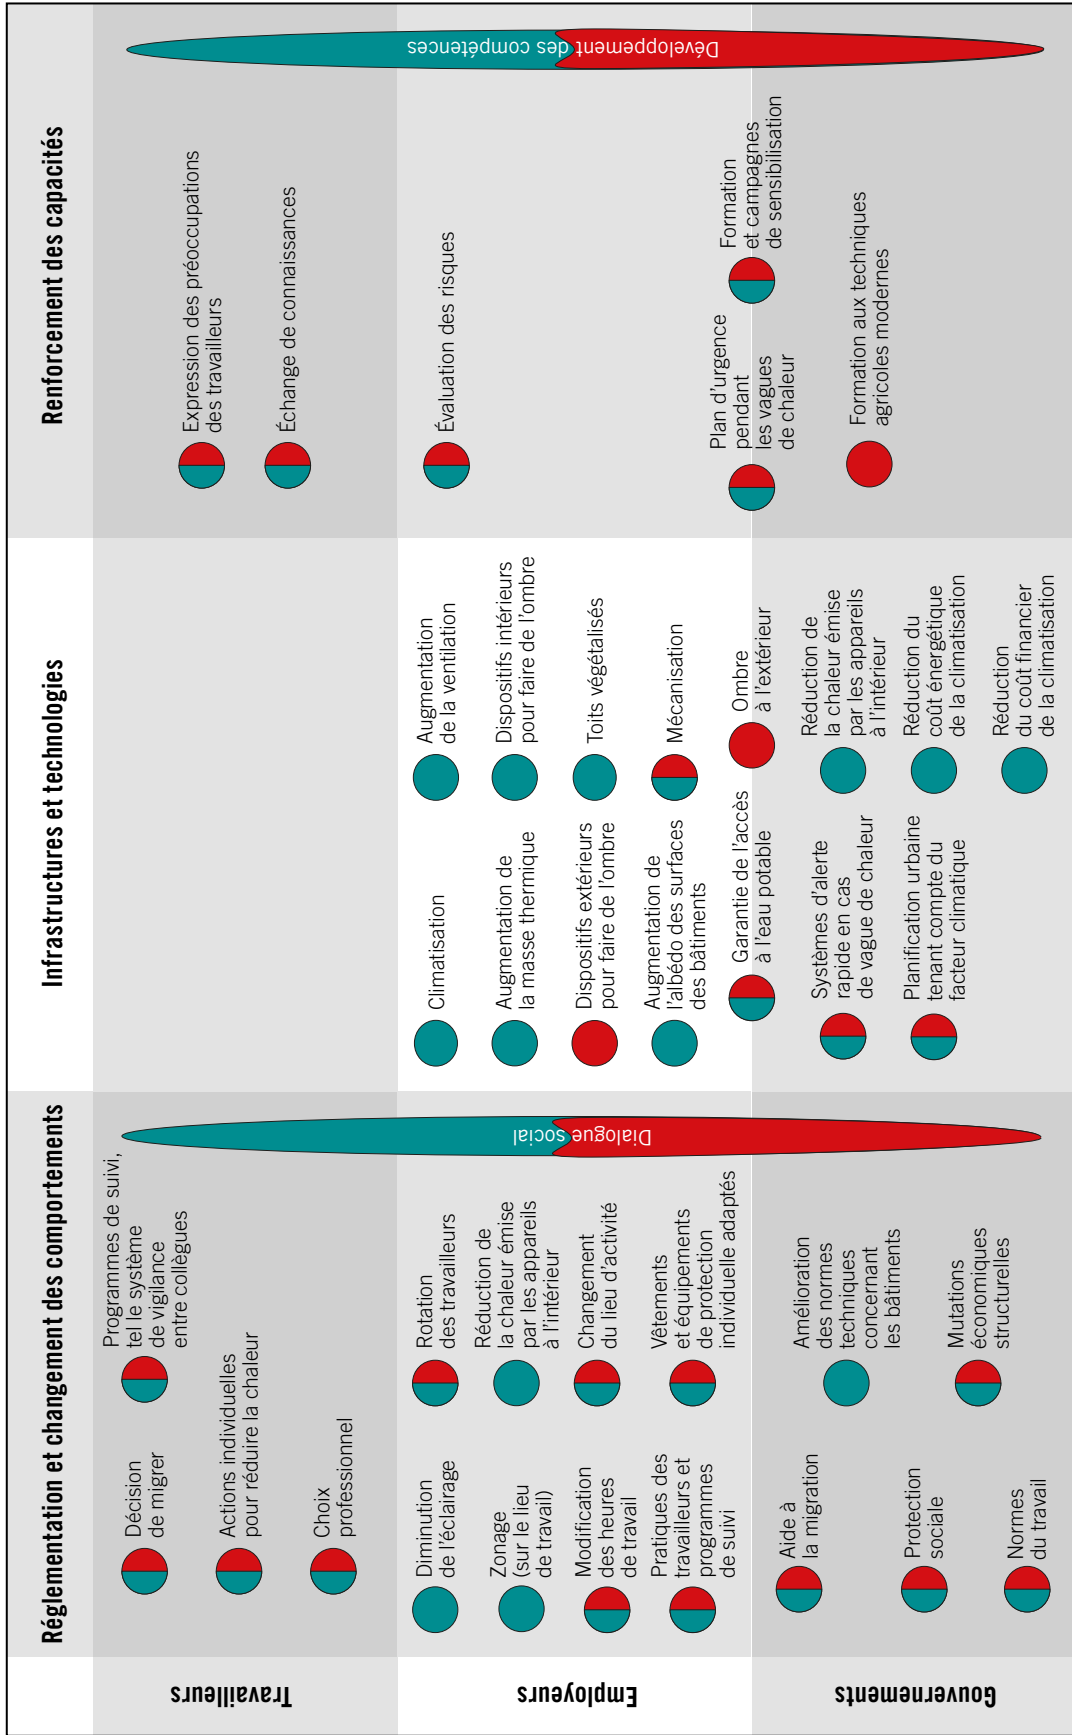 Réglementation et changement des comportements
Infrastructures et technologies
Renforcement des capacités
Travailleurs
Décision
de migrer
Programmes de suivi,
tel le système
de vigilance
entre collègues
Actions individuelles
pour réduire la chaleur
Choix
professionnel
Expression des préoccupations
des travailleurs
Échange de connaissances
Employeurs
Diminution
de l’éclairage
Rotation
des travailleurs
Zonage
(sur le lieu
de travail)
Réduction de
la chaleur émise
par les appareils
à l’intérieur
Modification
des heures
de travail
Changement
du lieu d’activité
Pratiques des
travailleurs et
programmes
de suivi
Vêtements
et équipements
de protection
individuelle adaptés
Dialogue social
Climatisation
Augmentation
de la ventilation
Augmentation de
la masse thermique
Dispositifs intérieurs
pour faire de l’ombre
Dispositifs extérieurs
pour faire de l’ombre
Toits végétalisés
Augmentation de
l’albédo des surfaces
des bâtiments
Mécanisation
Garantie de l’accès
à l’eau potable
Ombre
à l’extérieur
Évaluation des risques
Plan d’urgence
pendant
les vagues
de chaleur
Formation
et campagnes
de sensibilisation
Développement des compétences
Gouvernements
Aide à
la migration
Amélioration
des normes
techniques
concernant
les bâtiments
Protection
sociale
Mutations
économiques
structurelles
Normes
du travail
Systèmes d’alerte
rapide en cas
de vague de chaleur
Réduction de
la chaleur émise
par les appareils
à l’intérieur
Planification urbaine
tenant compte du
facteur climatique
Réduction du
coût énergétique
de la climatisation
Réduction
du coût financier
de la climatisation
Formation aux techniques
agricoles modernes